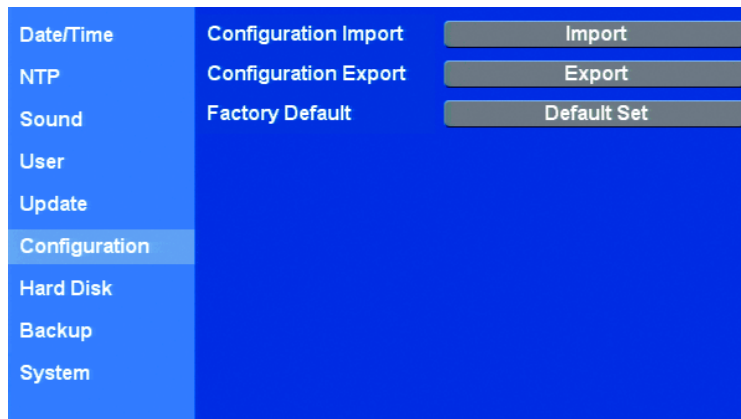 Date/Time
NTP
Sound
User
Update
Configuration
Hard Disk
Backup
System
Configuration Import Import
Configuration Export Export
Factory Default Default Set